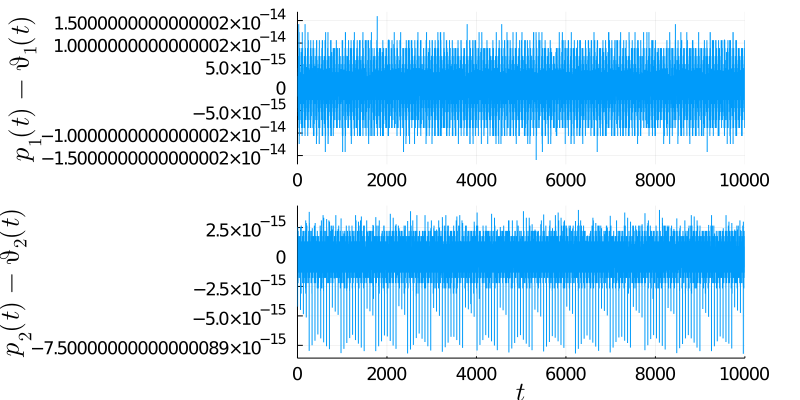 p₁(t) − ϑ₁(t)
1.5000000000000002×10⁻¹⁴
1.0000000000000002×10⁻¹⁴
5.0×10⁻¹⁵
0
−5.0×10⁻¹⁵
−1.0000000000000002×10⁻¹⁴
−1.5000000000000002×10⁻¹⁴
0 2000 4000 6000 8000 10000
p₂(t) − ϑ₂(t)
2.5×10⁻¹⁵
0
−2.5×10⁻¹⁵
−5.0×10⁻¹⁵
−7.500000000000000089×10⁻¹⁵
0 2000 4000 6000 8000 10000
t